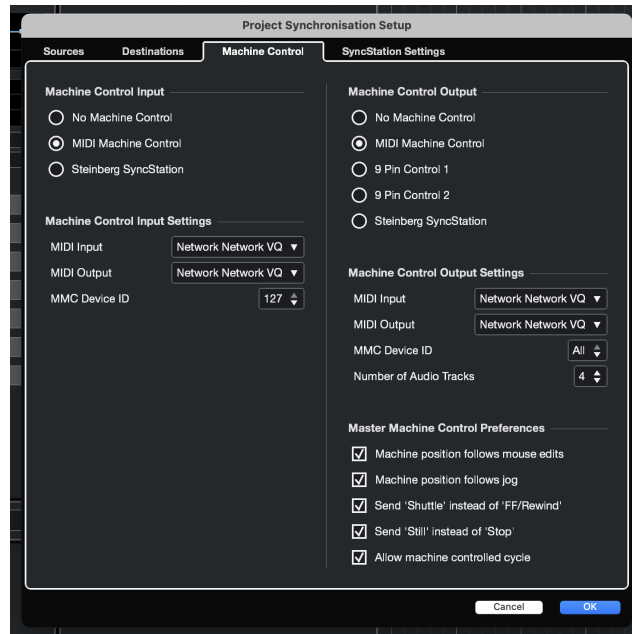 Project Synchronisation Setup
Sources Destinations Machine Control SyncStation Settings
Machine Control Input
No Machine Control
MIDI Machine Control
Steinberg SyncStation
Machine Control Input Settings
MIDI Input Network Network VQ
MIDI Output Network Network VQ
MMC Device ID 127
Machine Control Output
No Machine Control
MIDI Machine Control
9 Pin Control 1
9 Pin Control 2
Steinberg SyncStation
Machine Control Output Settings
MIDI Input Network Network VQ
MIDI Output Network Network VQ
MMC Device ID All
Number of Audio Tracks 4
Master Machine Control Preferences
Machine position follows mouse edits
Machine position follows jog
Send 'Shuttle' instead of 'FF/Rewind'
Send 'Still' instead of 'Stop'
Allow machine controlled cycle
Cancel OK